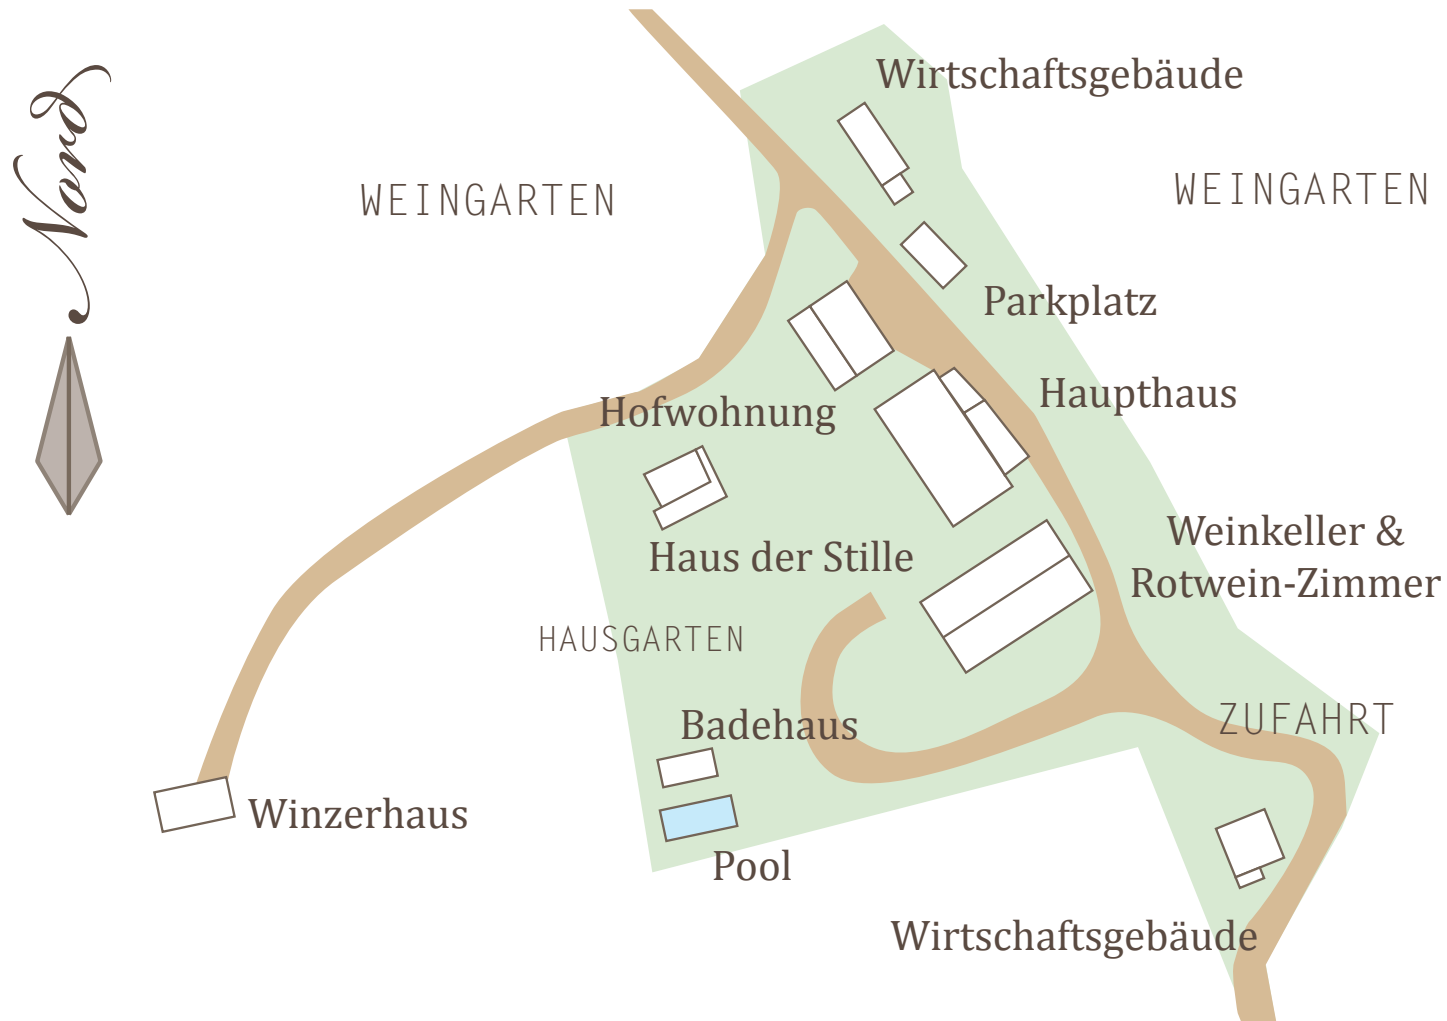 Nord
Wirtschaftsgebäude
WEINGARTEN
WEINGARTEN
Parkplatz
Haupthaus
Hofwohnung
Weinkeller &
Rotwein-Zimmer
Haus der Stille
HAUSGARTEN
ZUFAHRT
Badehaus
Winzerhaus
Pool
Wirtschaftsgebäude